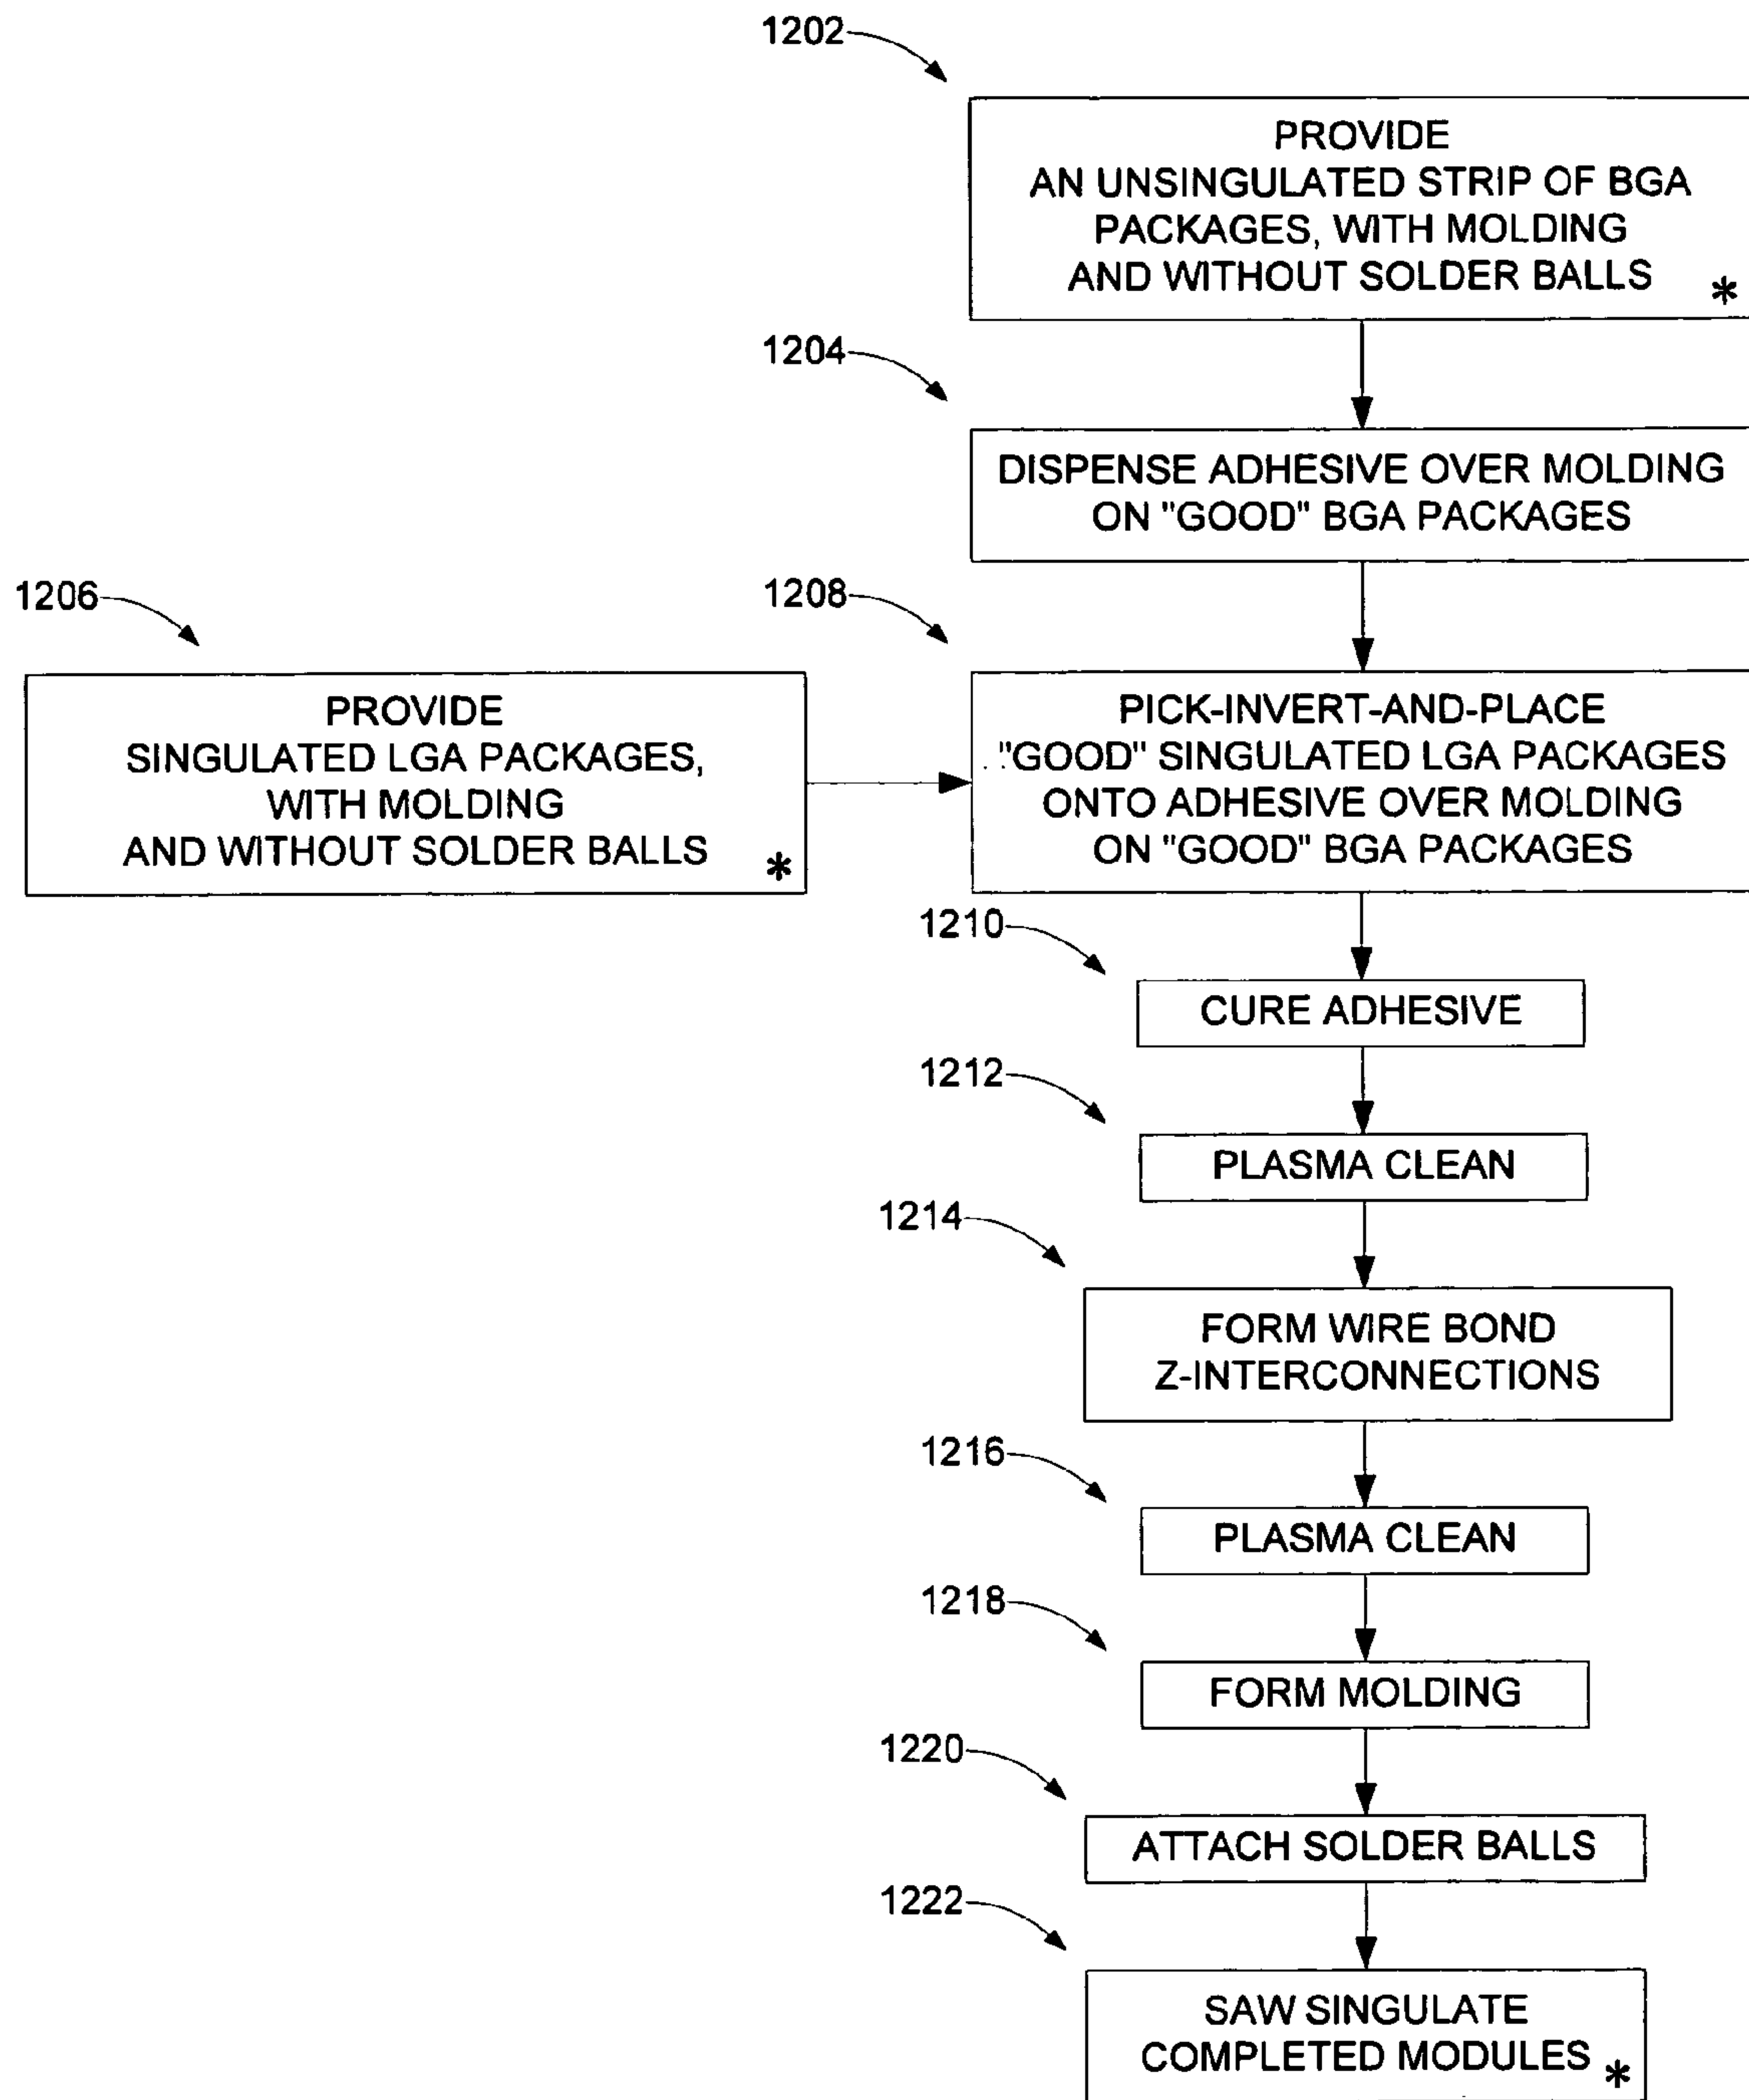 1202
PROVIDE
AN UNSINGULATED STRIP OF BGA
PACKAGES, WITH MOLDING
AND WITHOUT SOLDER BALLS *
1204
DISPENSE ADHESIVE OVER MOLDING
ON "GOOD" BGA PACKAGES
1206
PROVIDE
SINGULATED LGA PACKAGES,
WITH MOLDING
AND WITHOUT SOLDER BALLS *
1208
PICK-INVERT-AND-PLACE
"GOOD" SINGULATED LGA PACKAGES
ONTO ADHESIVE OVER MOLDING
ON "GOOD" BGA PACKAGES
1210
CURE ADHESIVE
1212
PLASMA CLEAN
1214
FORM WIRE BOND
Z-INTERCONNECTIONS
1216
PLASMA CLEAN
1218
FORM MOLDING
1220
ATTACH SOLDER BALLS
1222
SAW SINGULATE
COMPLETED MODULES *